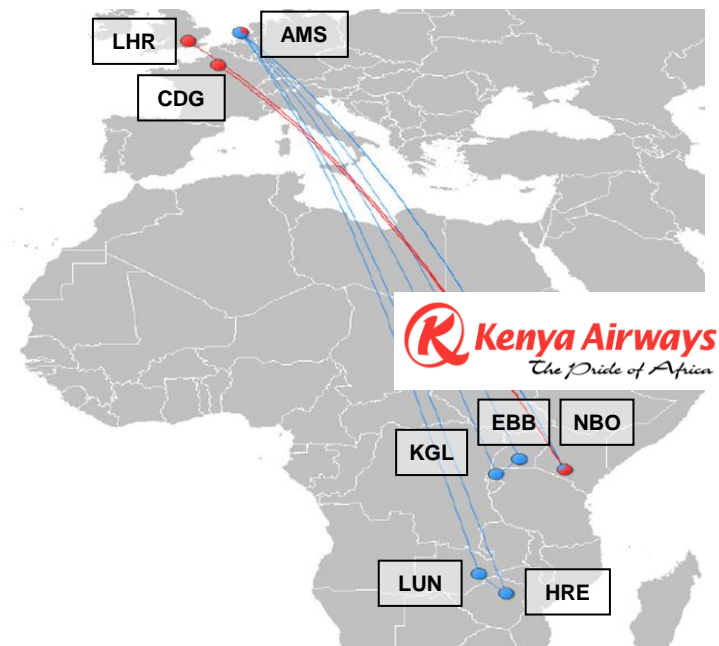 LHR
AMS
CDG
Kenya Airways
The Pride of Africa
EBB
NBO
KGL
LUN
HRE